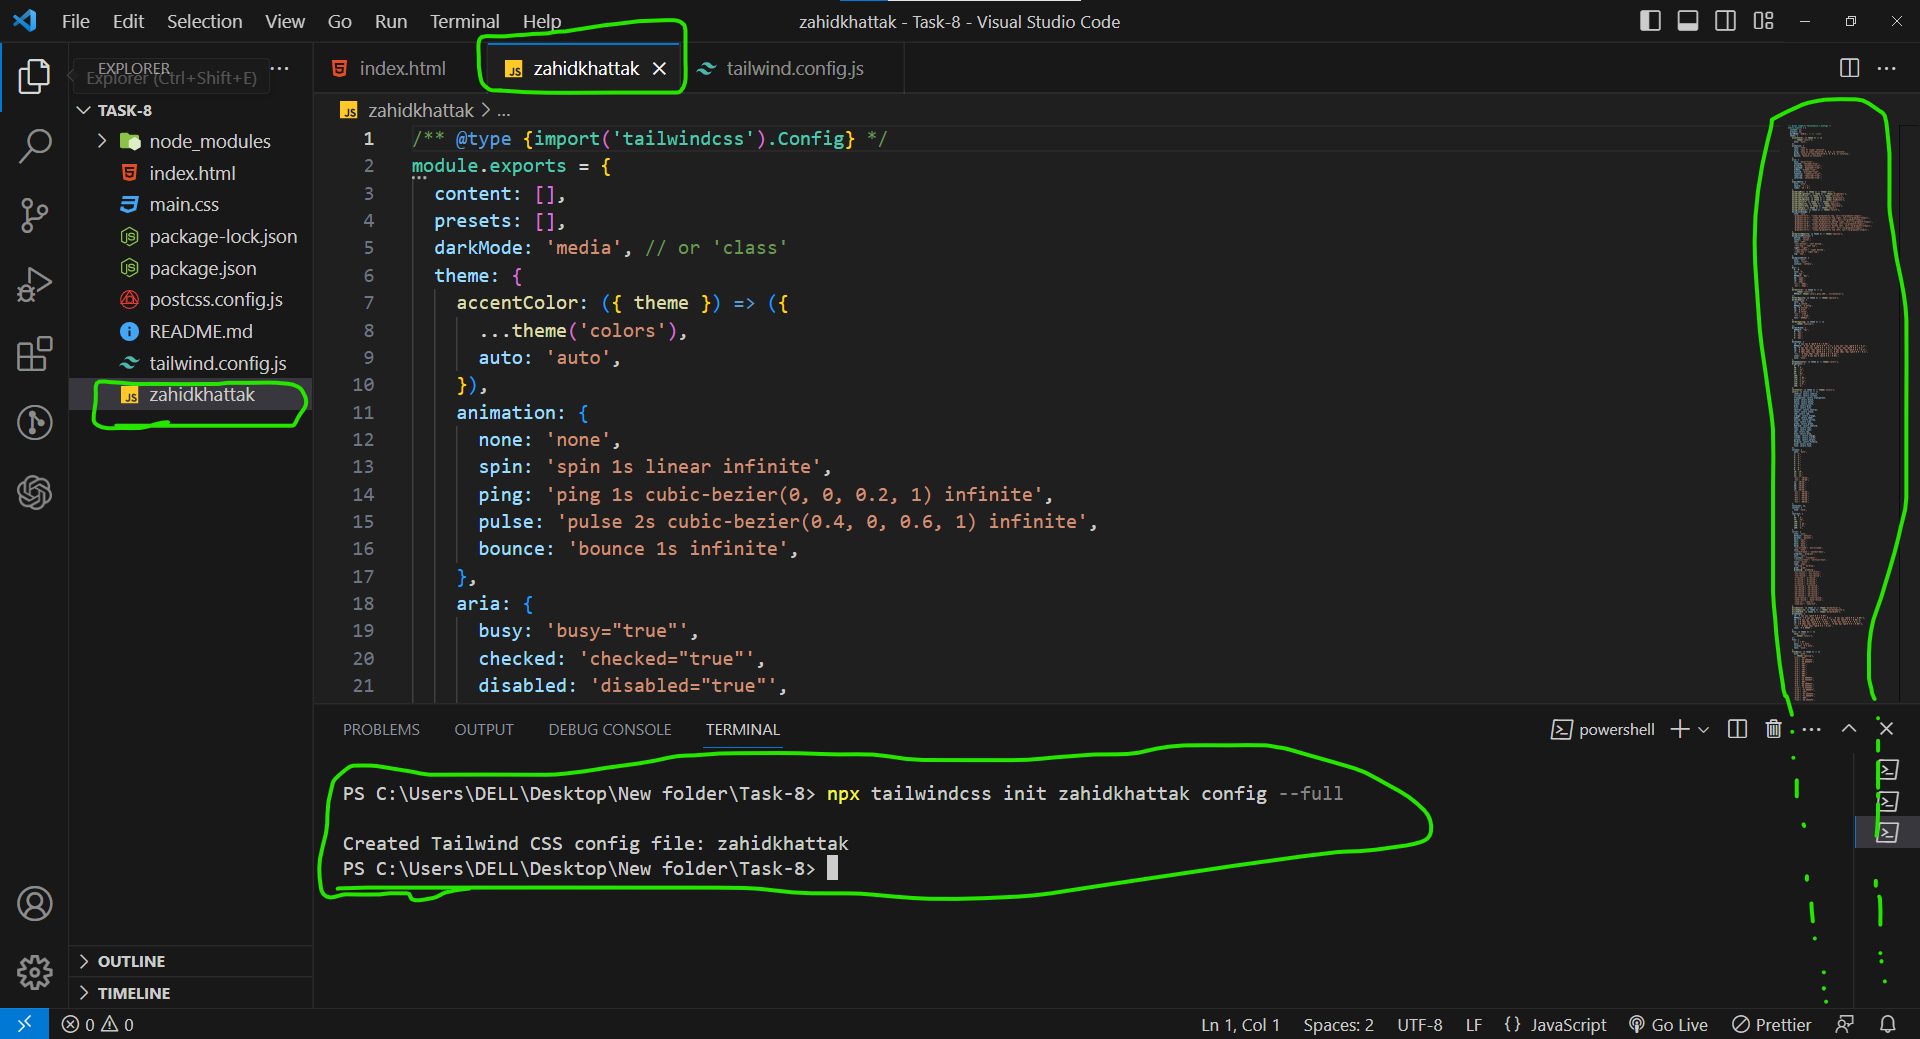 File Edit Selection View Go Run Terminal Help
zahidkhattak - Task-8 - Visual Studio Code
EXPLORER
Explorer (Ctrl+Shift+E)
TASK-8
node_modules
index.html
main.css
package-lock.json
package.json
postcss.config.js
README.md
tailwind.config.js
JS zahidkhattak
OUTLINE
TIMELINE
index.html
JS zahidkhattak
tailwind.config.js
JS zahidkhattak > ...
1 /** @type {import('tailwindcss').Config} */
2 module.exports = {
3 content: [],
4 presets: [],
5 darkMode: 'media', // or 'class'
6 theme: {
7 accentColor: ({ theme }) => ({
8 ...theme('colors'),
9 auto: 'auto',
10 }),
11 animation: {
12 none: 'none',
13 spin: 'spin 1s linear infinite',
14 ping: 'ping 1s cubic-bezier(0, 0, 0.2, 1) infinite',
15 pulse: 'pulse 2s cubic-bezier(0.4, 0, 0.6, 1) infinite',
16 bounce: 'bounce 1s infinite',
17 },
18 aria: {
19 busy: 'busy="true"',
20 checked: 'checked="true"',
21 disabled: 'disabled="true"',
PROBLEMS OUTPUT DEBUG CONSOLE TERMINAL
powershell
PS C:\Users\DELL\Desktop\New folder\Task-8> npx tailwindcss init zahidkhattak config --full
Created Tailwind CSS config file: zahidkhattak
PS C:\Users\DELL\Desktop\New folder\Task-8>
0 0
Ln 1, Col 1 Spaces: 2 UTF-8 LF {} JavaScript Go Live Prettier